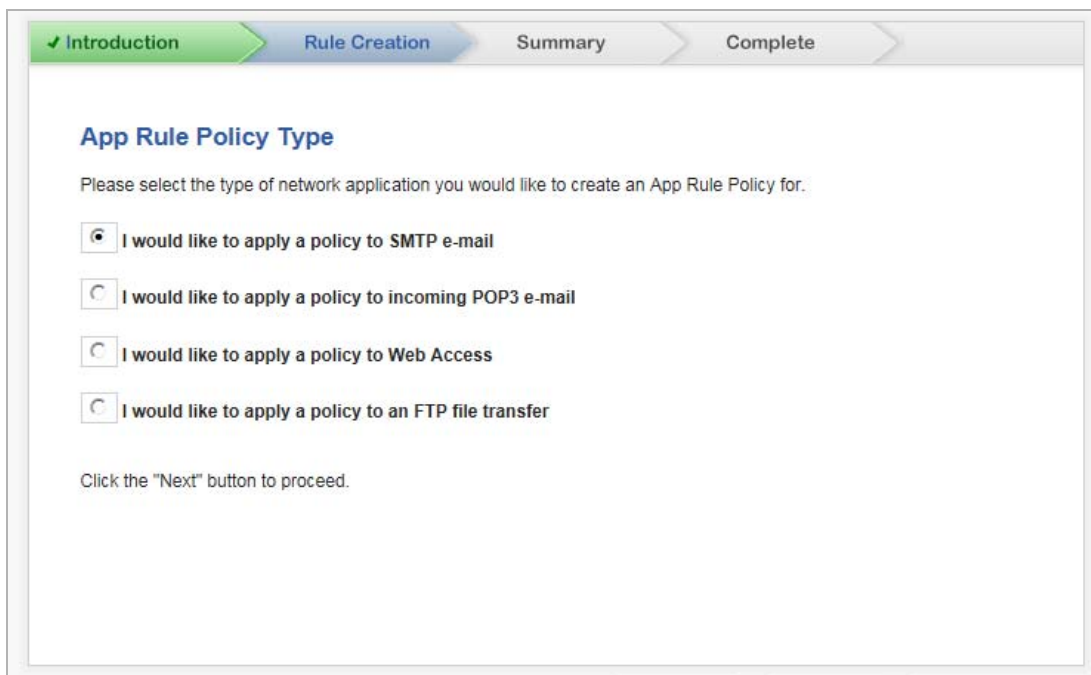 ✔ Introduction
Rule Creation
Summary
Complete
App Rule Policy Type
Please select the type of network application you would like to create an App Rule Policy for.
I would like to apply a policy to SMTP e-mail
I would like to apply a policy to incoming POP3 e-mail
I would like to apply a policy to Web Access
I would like to apply a policy to an FTP file transfer
Click the "Next" button to proceed.